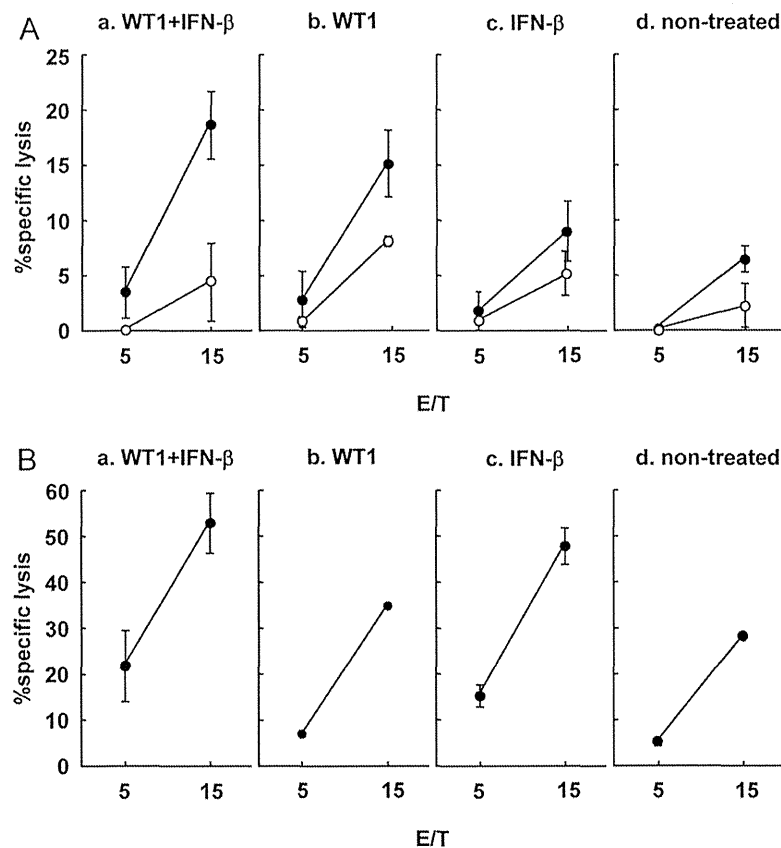 A
a. WT1+IFN-β
b. WT1
c. IFN-β
d. non-treated
%specific lysis
25
20
15
10
5
0
5 15
5 15
5 15
5 15
E/T
B
a. WT1+IFN-β
b. WT1
c. IFN-β
d. non-treated
%specific lysis
60
50
40
30
20
10
0
5 15
5 15
5 15
5 15
E/T